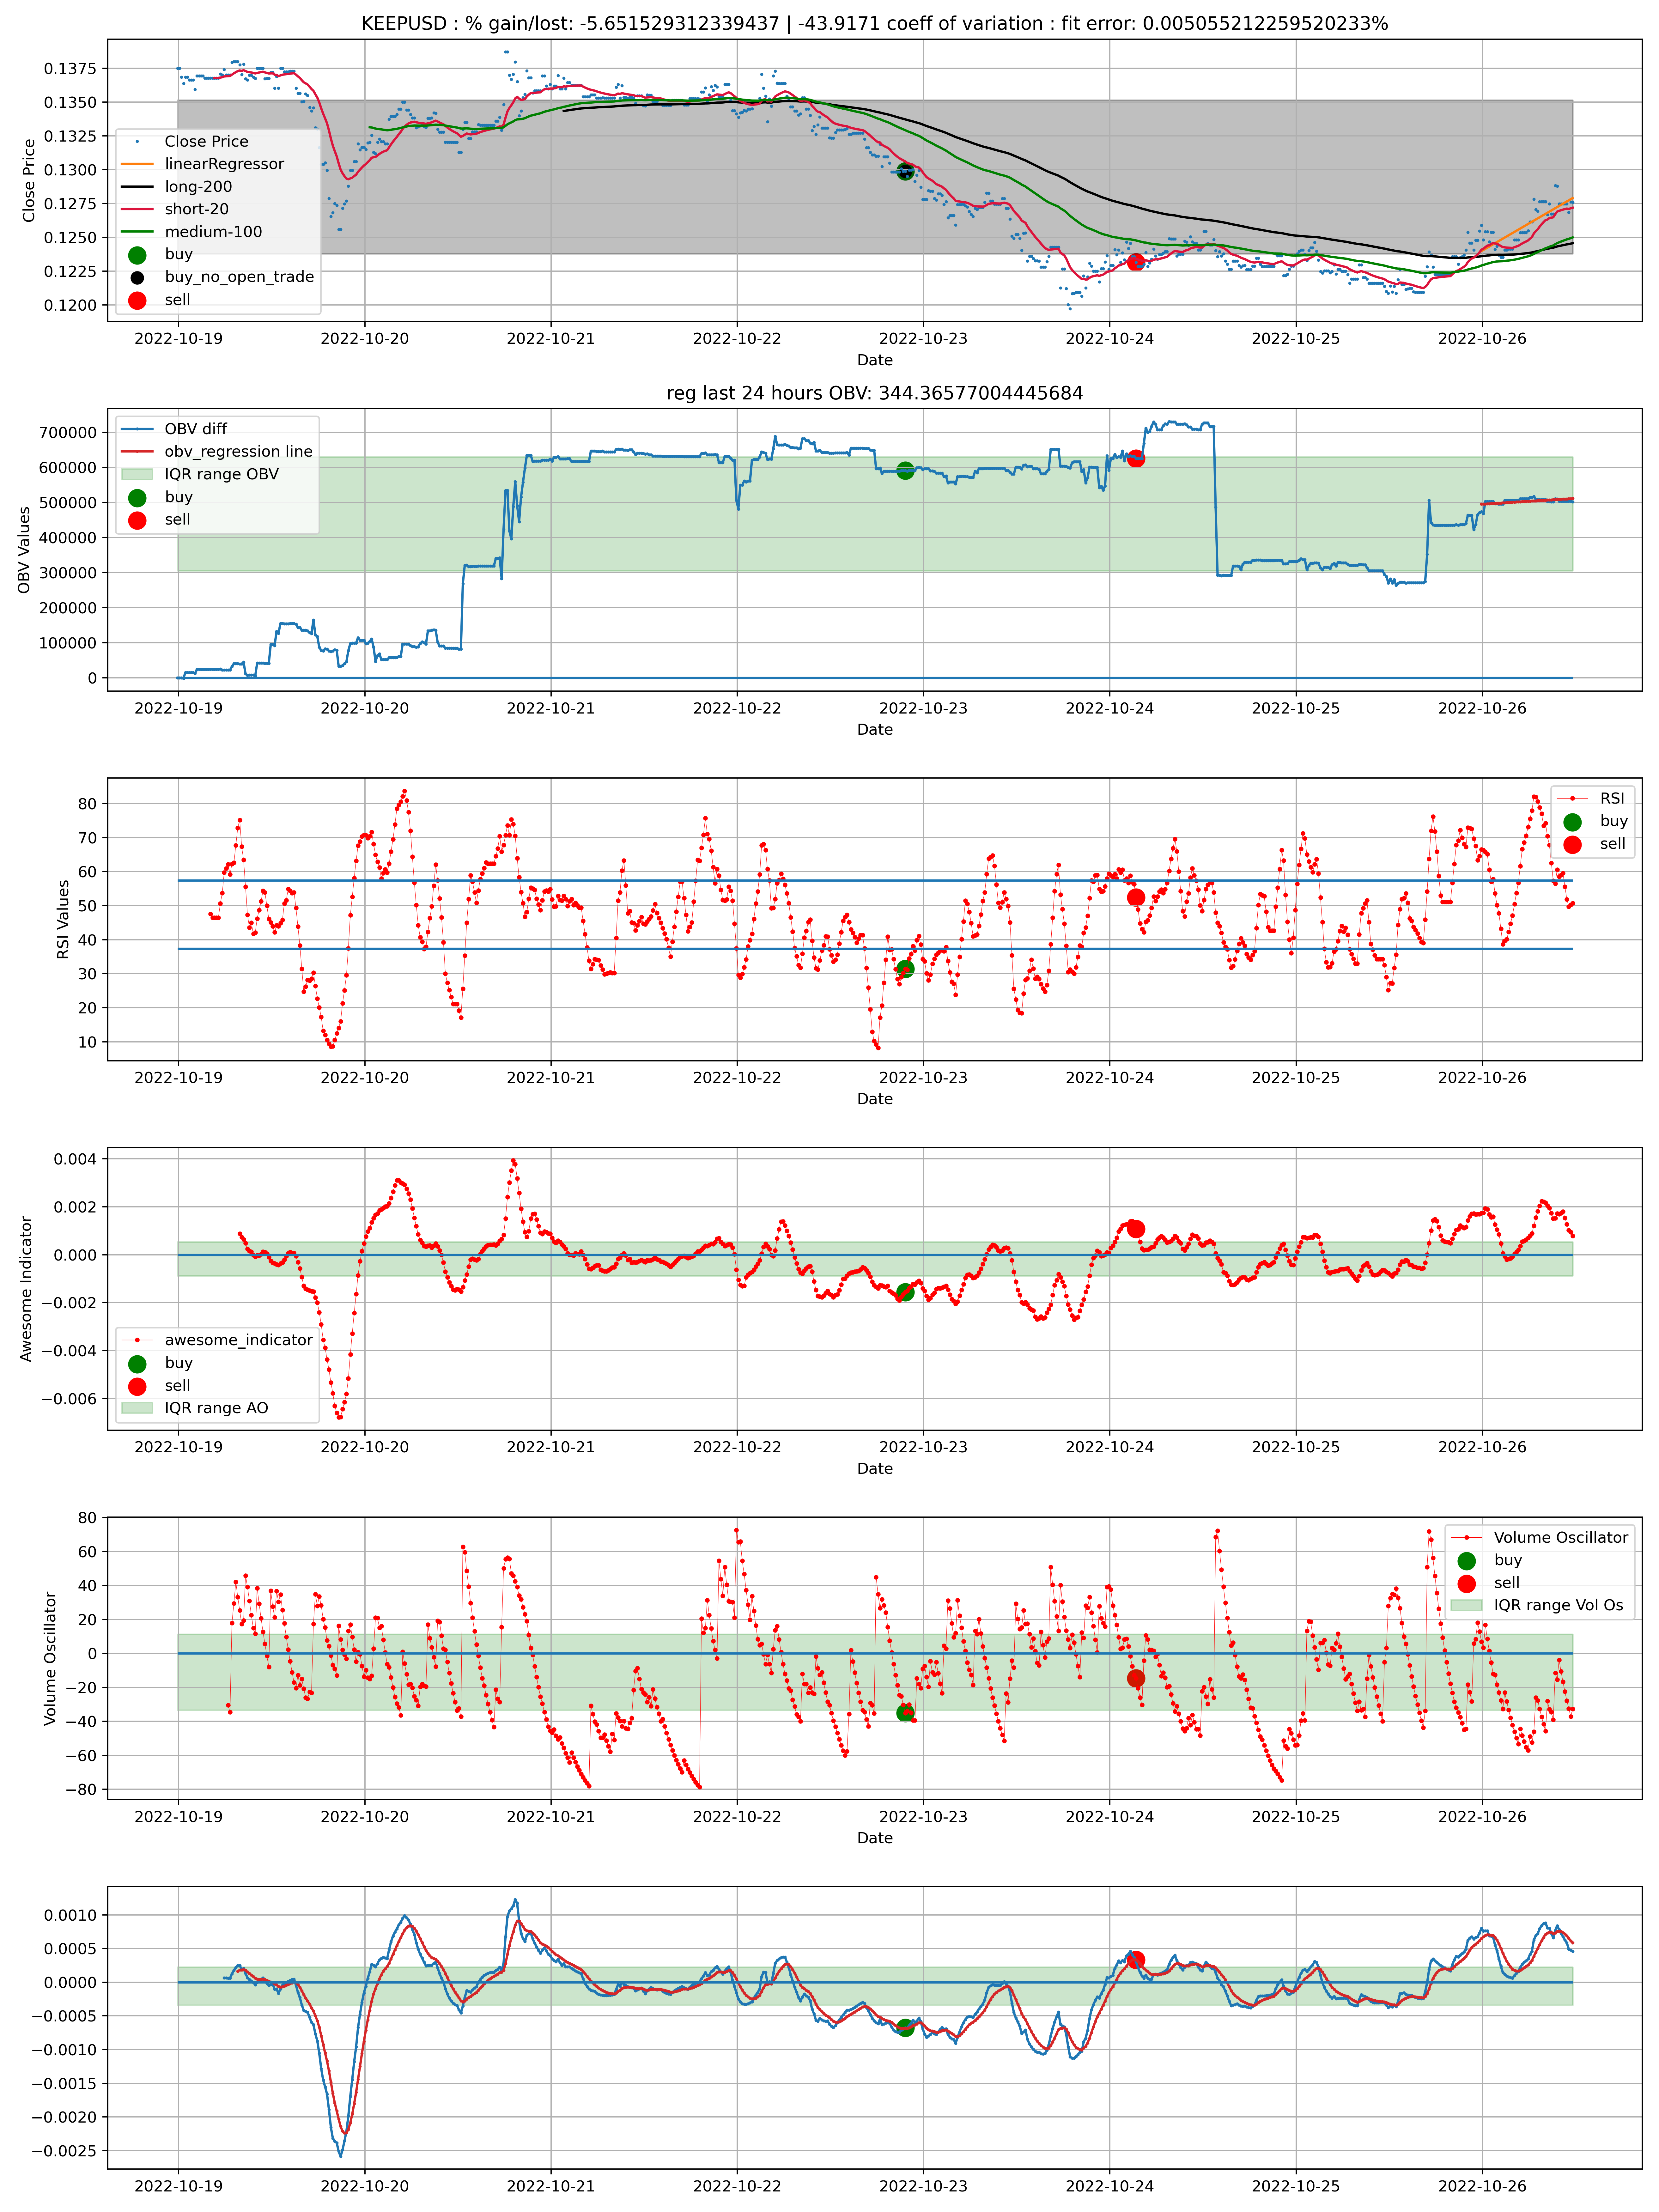 KEEPUSD : % gain/lost: -5.651529312339437 | -43.9171 coeff of variation : fit error: 0.0050552122595202​33%
0.1375
0.1350
0.1325
0.1300
0.1275
0.1250
0.1225
0.1200
Close Price
Close Price
linearRegressor
long-200
short-20
medium-100
buy
buy_no_open_trade
sell
2022-10-19 2022-10-20 2022-10-21 2022-10-22 2022-10-23 2022-10-24 2022-10-25 2022-10-26
Date
reg last 24 hours OBV: 344.36577004445684
700000
600000
500000
400000
300000
200000
100000
0
OBV Values
OBV diff
obv_regression line
IQR range OBV
buy
sell
2022-10-19 2022-10-20 2022-10-21 2022-10-22 2022-10-23 2022-10-24 2022-10-25 2022-10-26
Date
80
70
60
50
40
30
20
10
RSI Values
RSI
buy
sell
2022-10-19 2022-10-20 2022-10-21 2022-10-22 2022-10-23 2022-10-24 2022-10-25 2022-10-26
Date
0.004
0.002
0.000
−0.002
−0.004
−0.006
Awesome Indicator
awesome_indicator
buy
sell
IQR range AO
2022-10-19 2022-10-20 2022-10-21 2022-10-22 2022-10-23 2022-10-24 2022-10-25 2022-10-26
Date
80
60
40
20
0
−20
−40
−60
−80
Volume Oscillator
Volume Oscillator
buy
sell
IQR range Vol Os
2022-10-19 2022-10-20 2022-10-21 2022-10-22 2022-10-23 2022-10-24 2022-10-25 2022-10-26
Date
0.0010
0.0005
0.0000
−0.0005
−0.0010
−0.0015
−0.0020
−0.0025
2022-10-19 2022-10-20 2022-10-21 2022-10-22 2022-10-23 2022-10-24 2022-10-25 2022-10-26